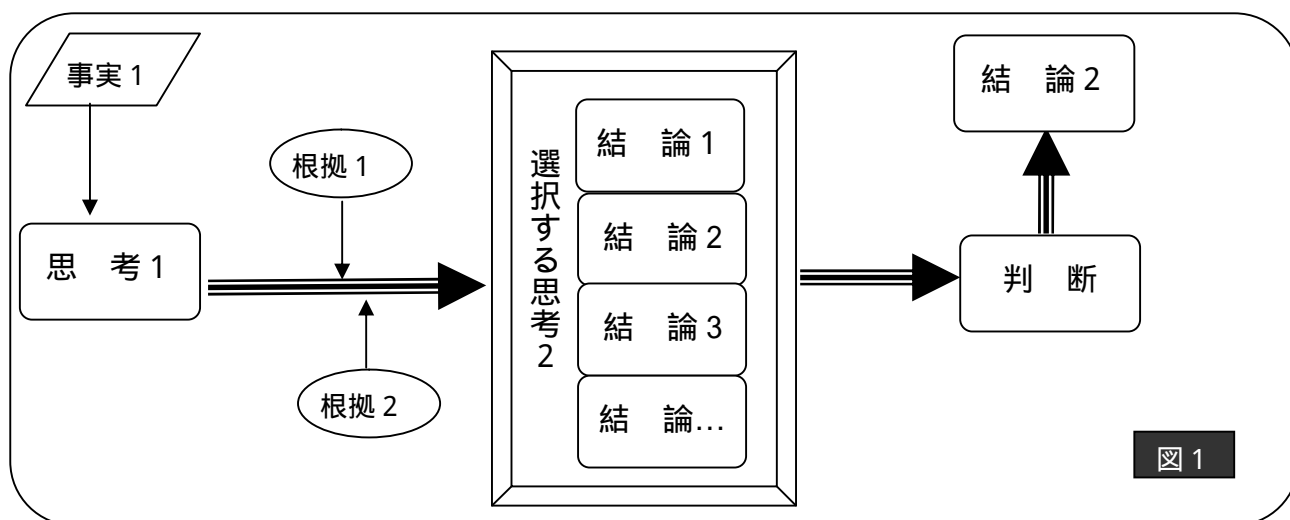 事実1
思　考1
根拠1
根拠2
選択する思考2
結　論1
結　論2
結　論3
結　論…
判　断
結　論2
図1